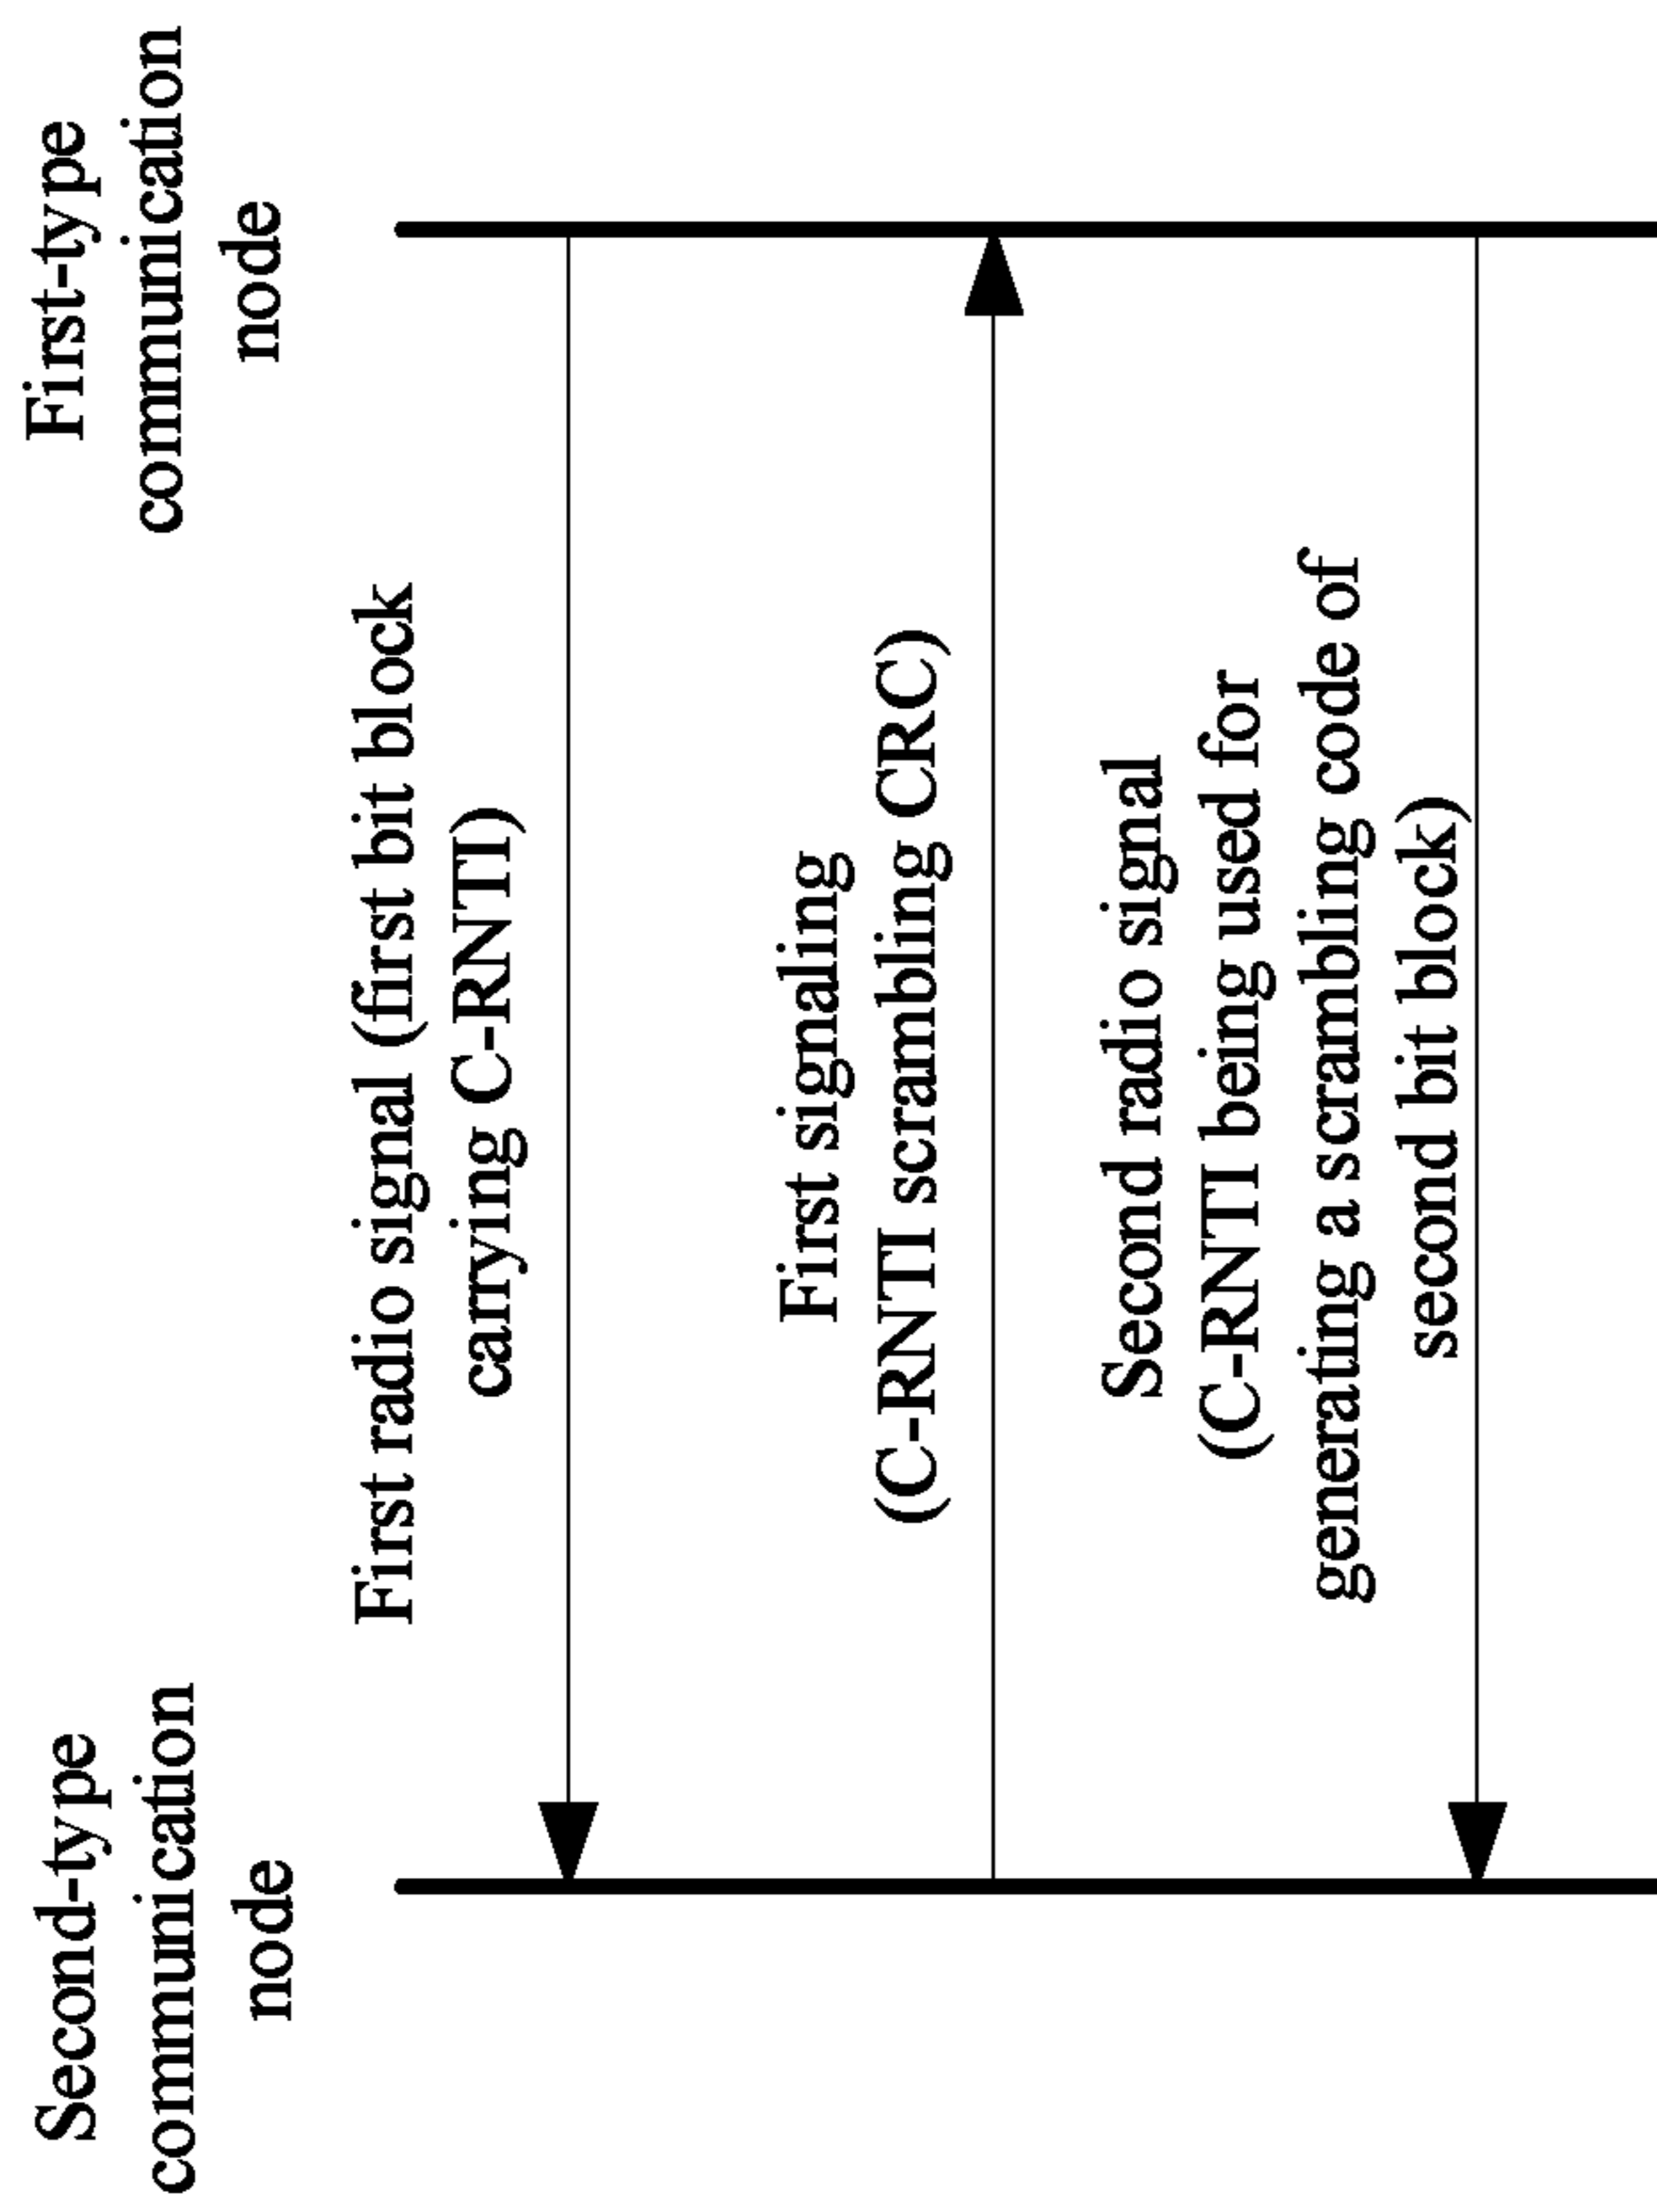 Second-type
communication
node
First-type
communication
node
First radio signal (first bit block
carrying C-RNTI)
First signaling
(C-RNTI scrambling CRC)
Second radio signal
(C-RNTI being used for
generating a scrambling code of
second bit block)